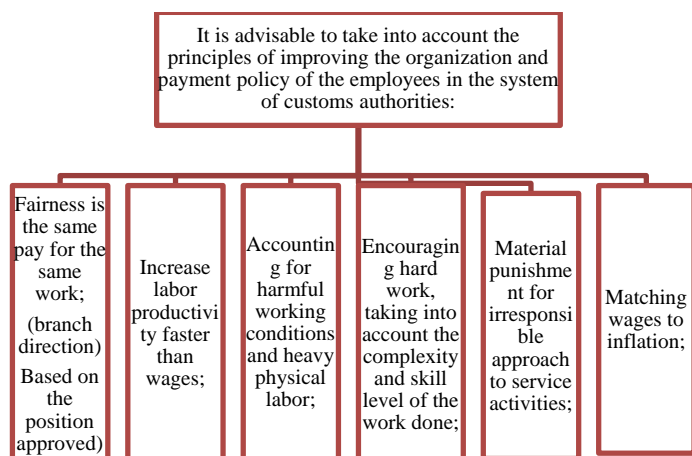 It is advisable to take into account the
principles of improving the organization and
payment policy of the employees in the system
of customs authorities:
Fairness is
the same
pay for the
same
work;
(branch
direction)
Based on
the
position
approved)
Increase
labor
productivi
ty faster
than
wages;
Accountin
g for
harmful
working
conditions
and heavy
physical
labor;
Encouragin
g hard
work,
taking into
account the
complexity
and skill
level of the
work done;
Material
punishme
nt for
irresponsi
ble
approach
to service
activities;
Matching
wages to
inflation;